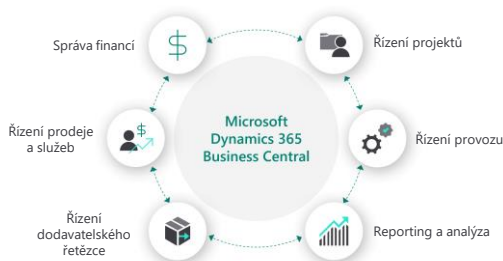 Správa financí
Řízení projektů
Microsoft
Dynamics 365
Business Central
Řízení prodeje
a služeb
Řízení provozu
Řízení
dodavatelského
řetězce
Reporting a analýza